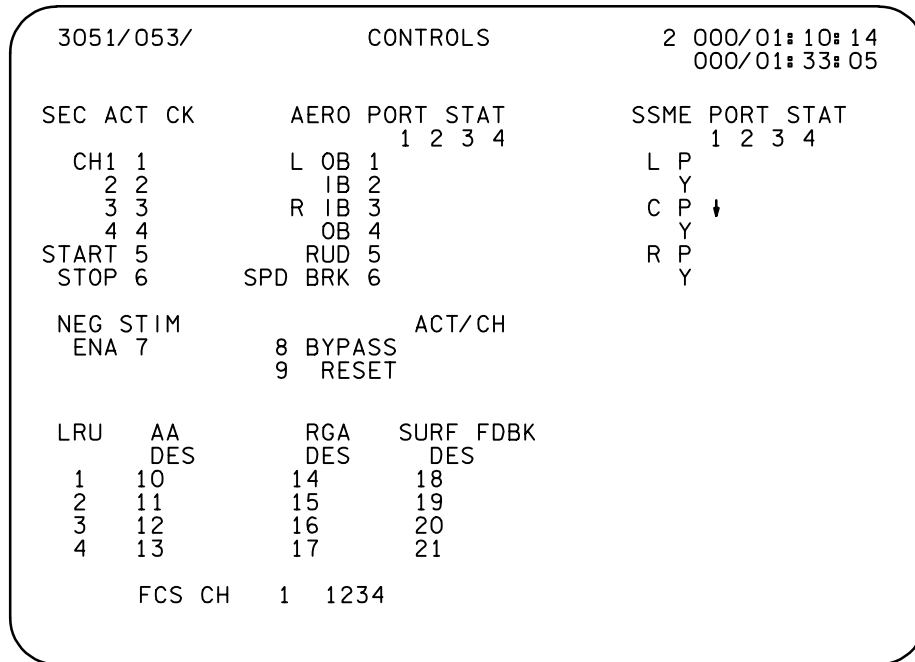 3051/053/ CONTROLS 2 000/01:10:14
000/01:33:05
SEC ACT CK AERO PORT STAT SSME PORT STAT
1 2 3 4 1 2 3 4
CH1 1 L OB 1 L P
2 2 IB 2 Y
3 3 R IB 3 C P ↓
4 4 OB 4 Y
START 5 RUD 5 R P
STOP 6 SPD BRK 6 Y
NEG STIM ACT/CH
ENA 7 8 BYPASS
9 RESET
LRU AA RGA SURF FDBK
DES DES DES
1 10 14 18
2 11 15 19
3 12 16 20
4 13 17 21
FCS CH 1 1234